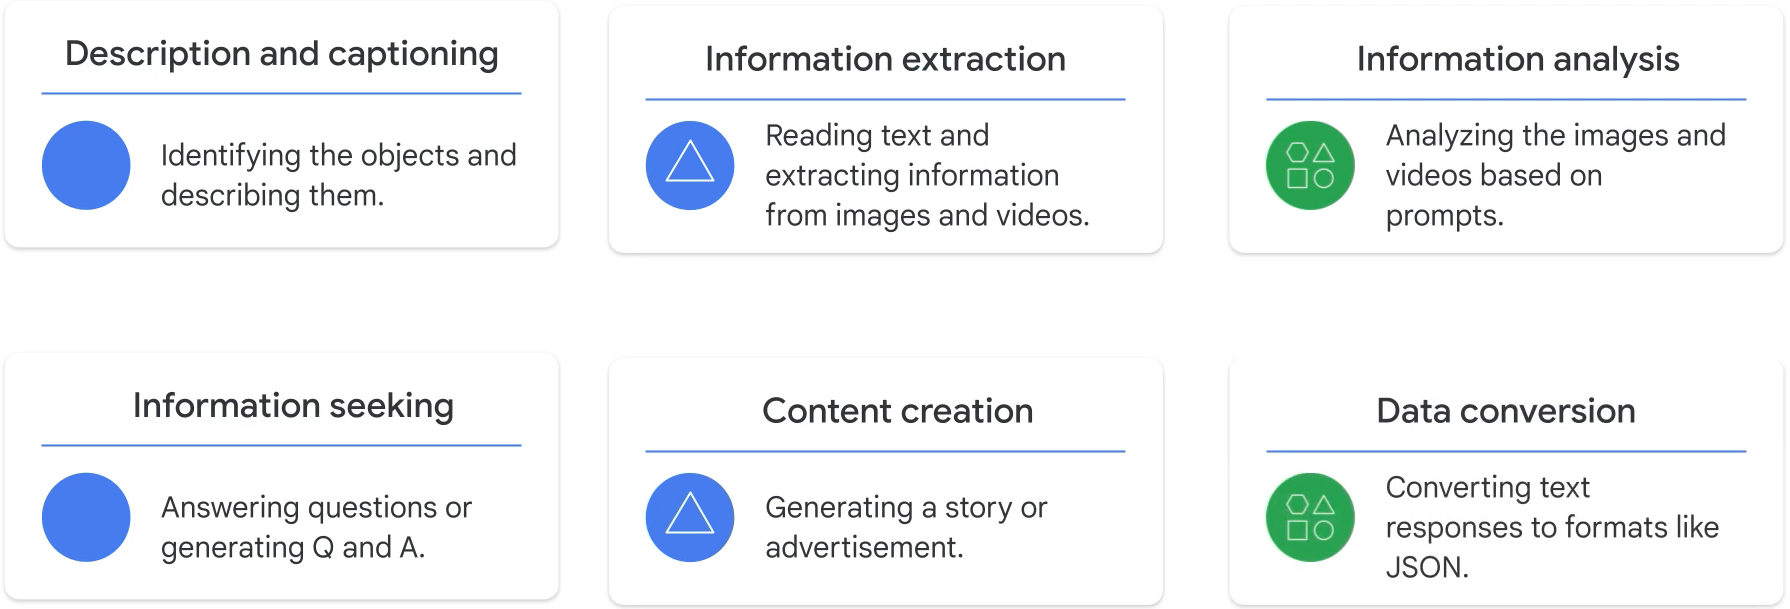 Description and captioning
Identifying the objects and
describing them.
Information extraction
Reading text and
extracting information
from images and videos.
Information analysis
Analyzing the images and
videos based on
prompts.
Information seeking
Answering questions or
generating Q and A.
Content creation
Generating a story or
advertisement.
Data conversion
Converting text
responses to formats like
JSON.